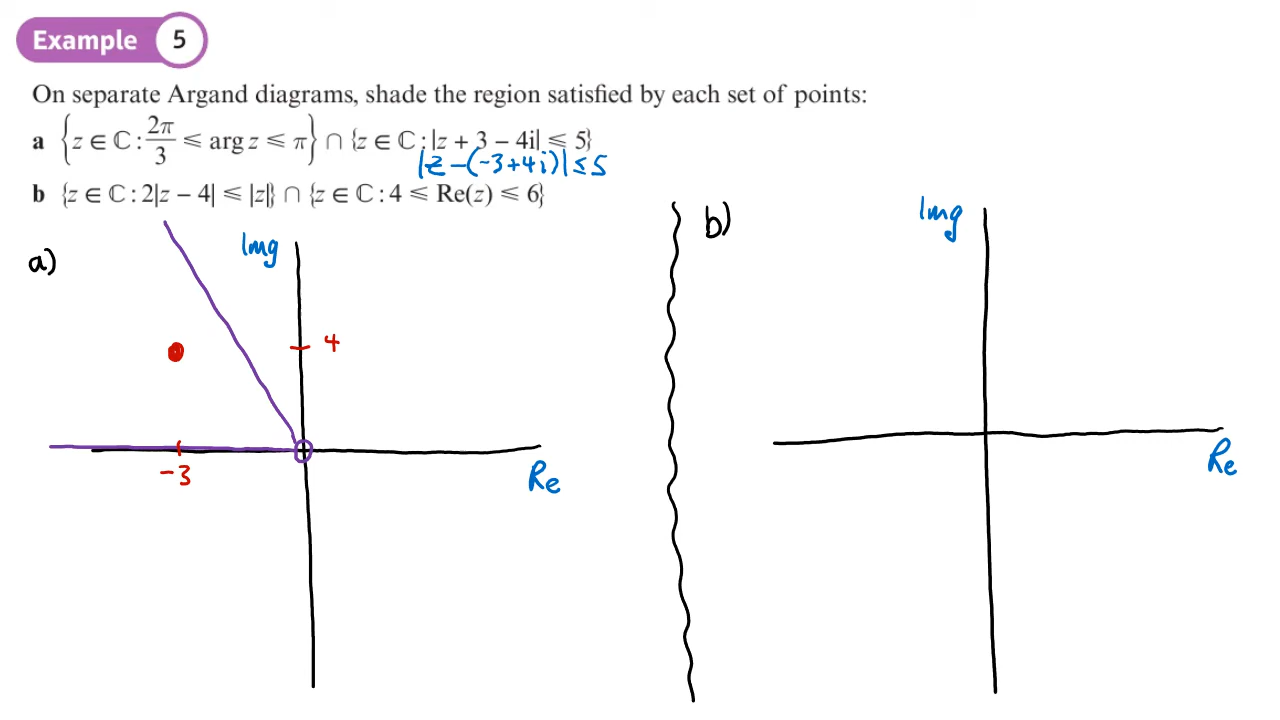 Example 5
On separate Argand diagrams, shade the region satisfied by each set of points:
a {z ∈ ℂ : 2π/3 ⩽ arg z ⩽ π} ∩ {z ∈ ℂ : |z + 3 − 4i| ⩽ 5}
|z − (−3+4i)| ≤ 5
b {z ∈ ℂ : 2|z − 4| ⩽ |z|} ∩ {z ∈ ℂ : 4 ⩽ Re(z) ⩽ 6}
a)
Img
4
−3
Re
b)
Img
Re